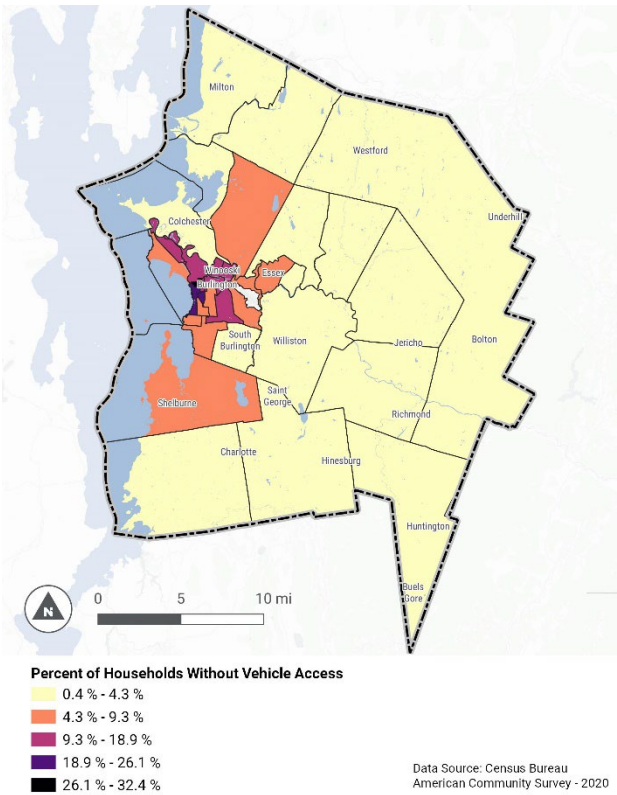 Milton
Westford
Underhill
Colchester
Winooski
Essex
Burlington
South
Burlington
Williston
Jericho
Bolton
Saint
George
Shelburne
Richmond
Charlotte
Hinesburg
Huntington
Buels
Gore
N
0 5 10 mi
Percent of Households Without Vehicle Access
0.4 % - 4.3 %
4.3 % - 9.3 %
9.3 % - 18.9 %
18.9 % - 26.1 %
26.1 % - 32.4 %
Data Source: Census Bureau
American Community Survey - 2020